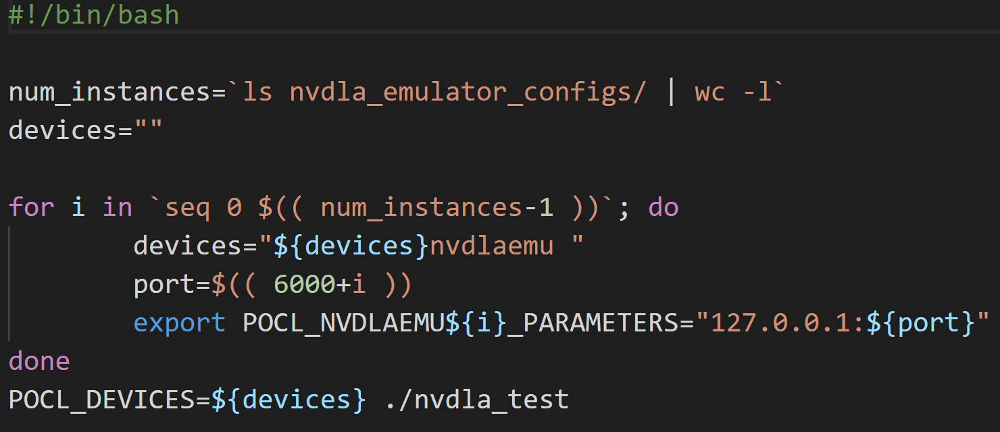 #!/bin/bash
num_instances=`ls nvdla_emulator_configs/ | wc -l`
devices=""
for i in `seq 0 $(( num_instances-1 ))`; do
devices="${devices}nvdlaemu "
port=$(( 6000+i ))
export POCL_NVDLAEMU${i}_PARAMETERS="127.0.0.1:${port}"
done
POCL_DEVICES=${devices} ./nvdla_test